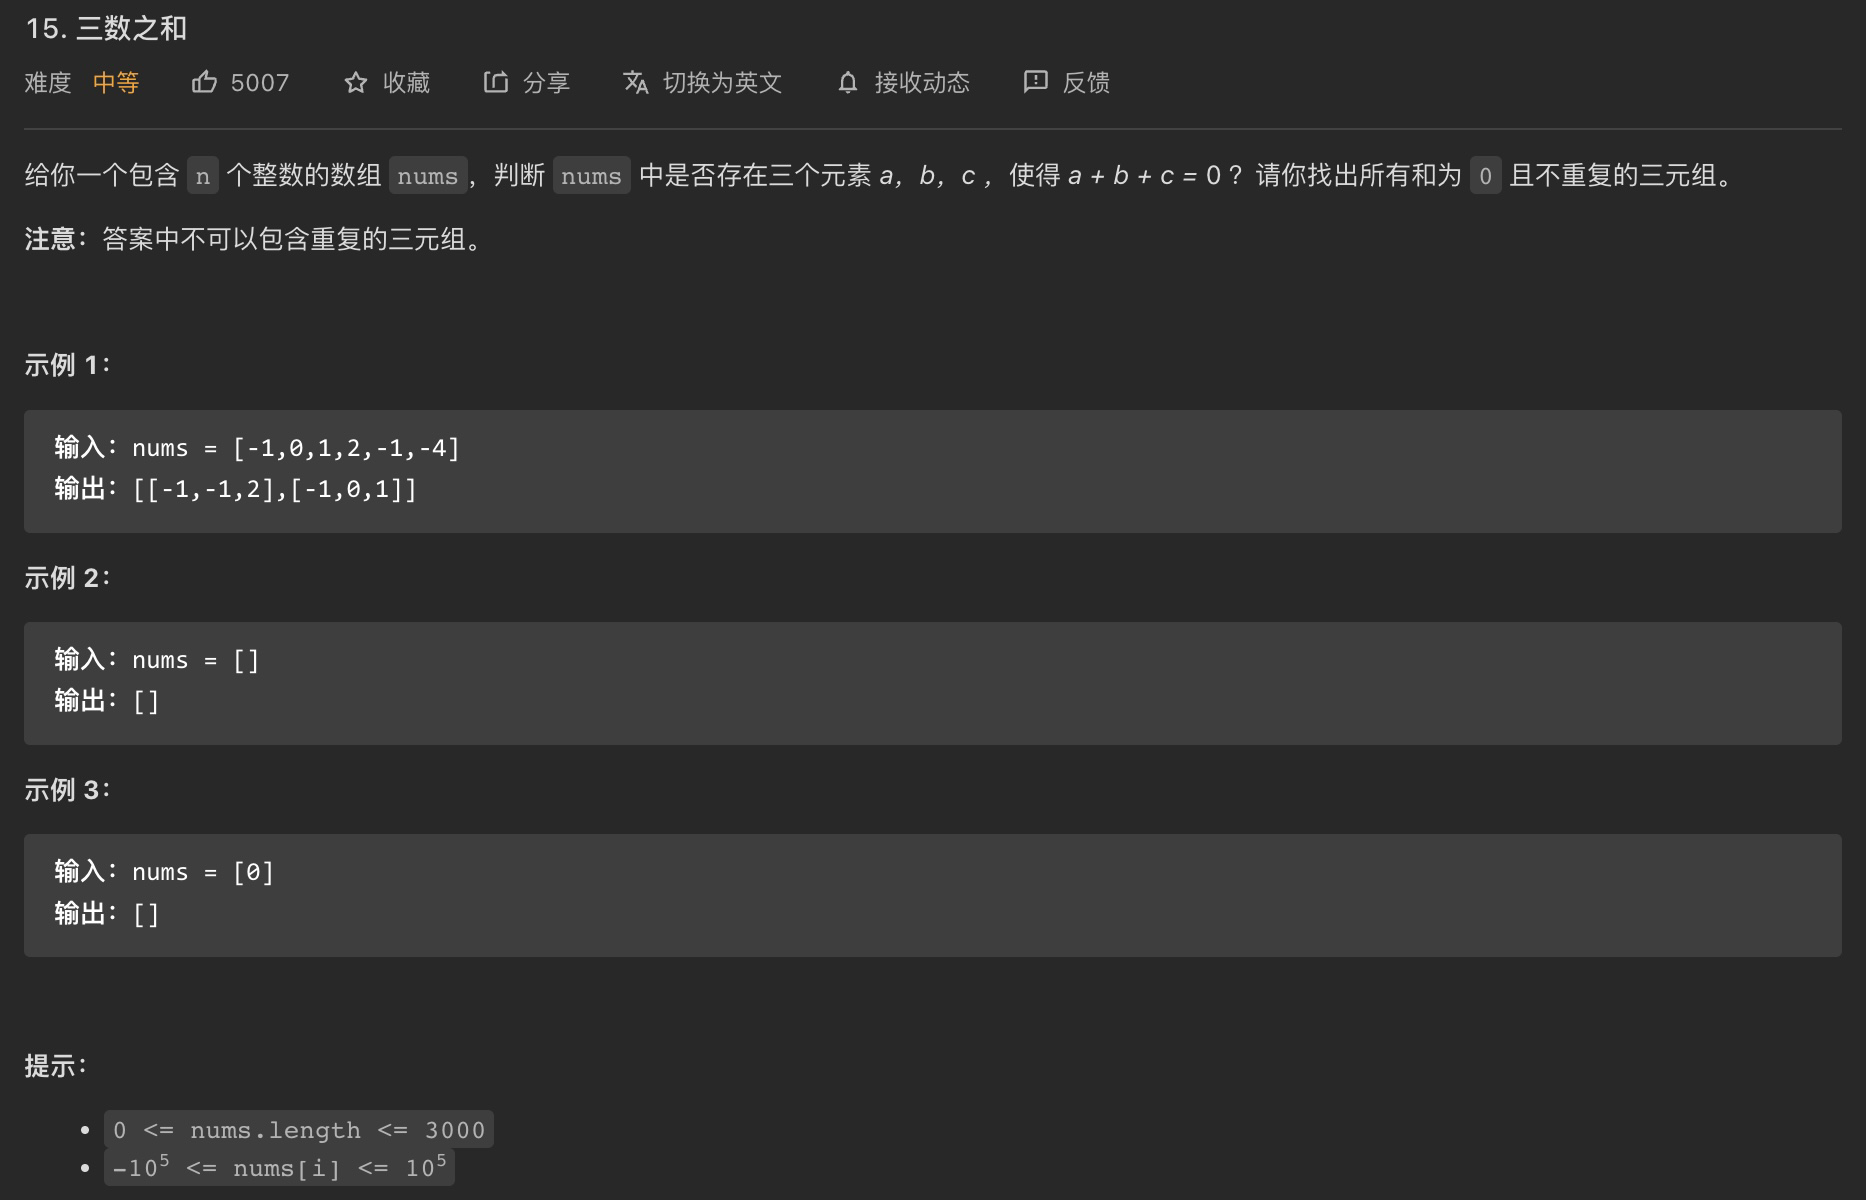 15. 三数之和
难度 中等 5007 收藏 分享 切换为英文 接收动态 反馈
给你一个包含 n 个整数的数组 nums，判断 nums 中是否存在三个元素 a，b，c ，使得 a + b + c = 0 ？请你找出所有和为 0 且不重复的三元组。
注意：答案中不可以包含重复的三元组。
示例 1：
输入：nums = [-1,0,1,2,-1,-4]
输出：[[-1,-1,2],[-1,0,1]]
示例 2：
输入：nums = []
输出：[]
示例 3：
输入：nums = [0]
输出：[]
提示：
• 0 <= nums.length <= 3000
• -10⁵ <= nums[i] <= 10⁵